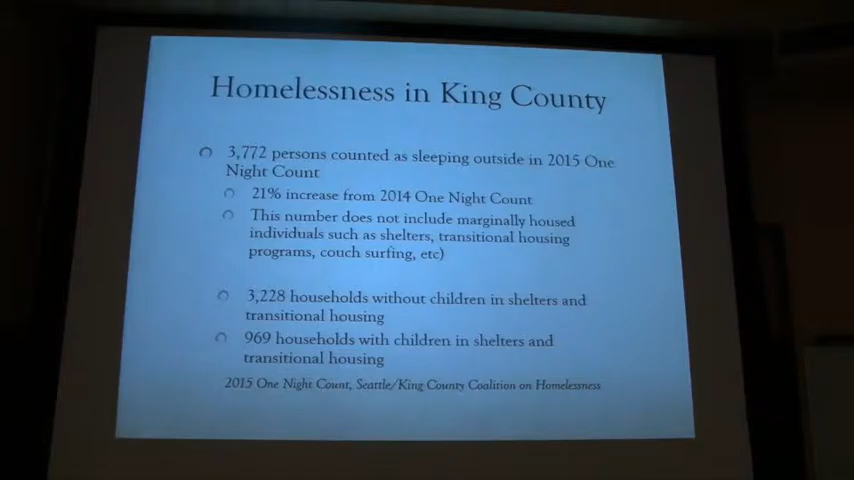 Homelessness in King County
3,772 persons counted as sleeping outside in 2015 One
Night Count
21% increase from 2014 One Night Count
This number does not include marginally housed
individuals such as shelters, transitional housing
programs, couch surfing, etc)
3,228 households without children in shelters and
transitional housing
969 households with children in shelters and
transitional housing
2015 One Night Count, Seattle/King County Coalition on Homelessness